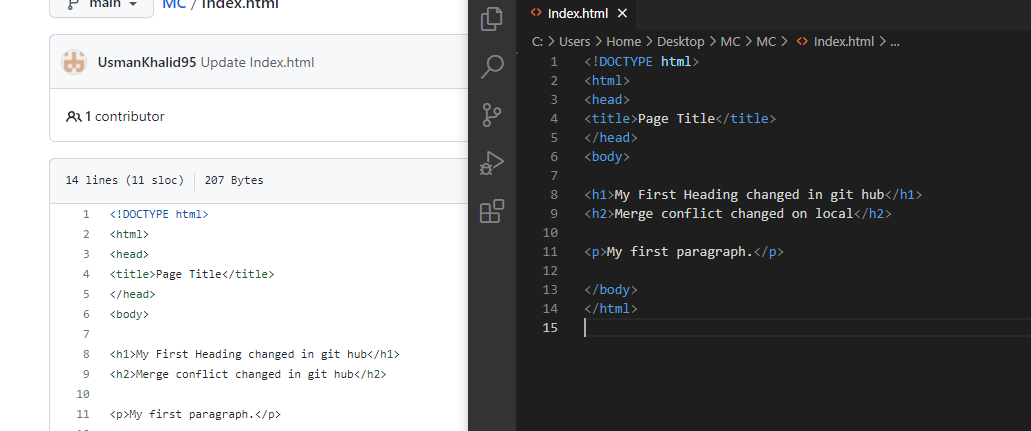 main
MC / Index.html
UsmanKhalid95 Update Index.html
1 contributor
14 lines (11 sloc) 207 Bytes
1 <!DOCTYPE html>
2 <html>
3 <head>
4 <title>Page Title</title>
5 </head>
6 <body>
7
8 <h1>My First Heading changed in git hub</h1>
9 <h2>Merge conflict changed in git hub</h2>
10
11 <p>My first paragraph.</p>
Index.html
C: > Users > Home > Desktop > MC > MC > Index.html > ...
1 <!DOCTYPE html>
2 <html>
3 <head>
4 <title>Page Title</title>
5 </head>
6 <body>
7
8 <h1>My First Heading changed in git hub</h1>
9 <h2>Merge conflict changed on local</h2>
10
11 <p>My first paragraph.</p>
12
13 </body>
14 </html>
15